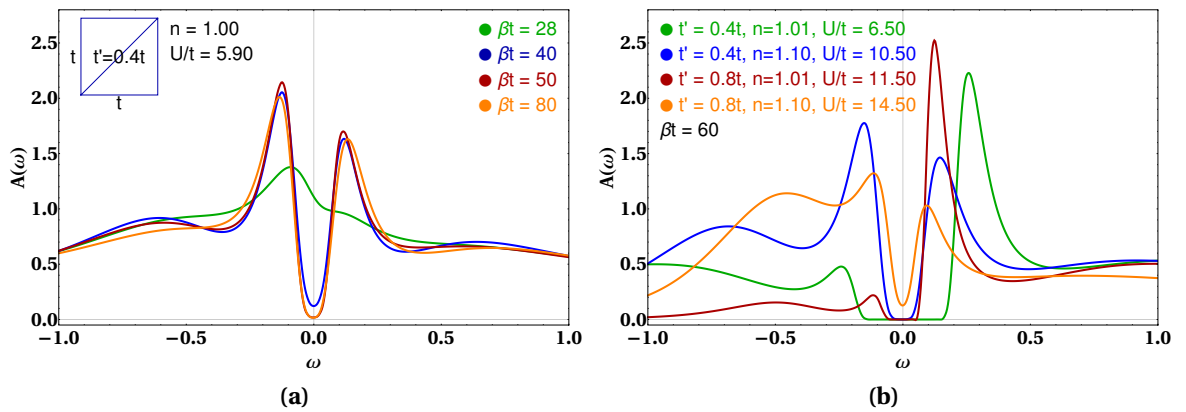 n = 1.00
U/t = 5.90
t
t'=0.4t
t
βt = 28
βt = 40
βt = 50
βt = 80
A(ω)
2.5
2.0
1.5
1.0
0.5
0.0
-1.0 -0.5 0.0 0.5 1.0
ω
(a)
t' = 0.4t, n=1.01, U/t = 6.50
t' = 0.4t, n=1.10, U/t = 10.50
t' = 0.8t, n=1.01, U/t = 11.50
t' = 0.8t, n=1.10, U/t = 14.50
βt = 60
A(ω)
2.5
2.0
1.5
1.0
0.5
0.0
-1.0 -0.5 0.0 0.5 1.0
ω
(b)